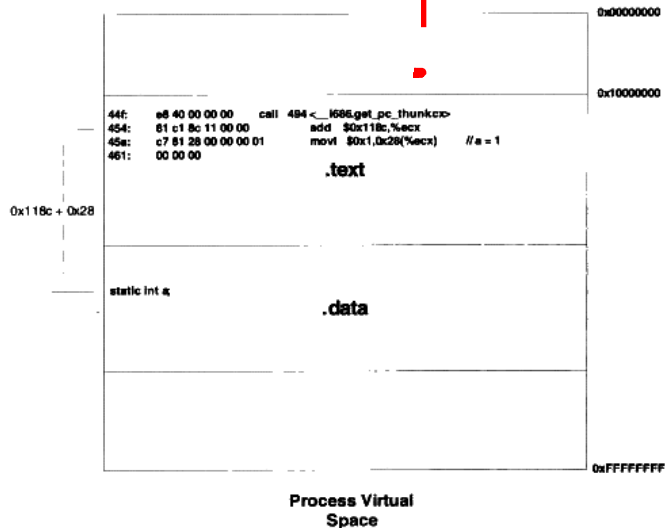 0x00000000
0x10000000
44f: e8 40 00 00 00 call 494 <__i686.get_pc_thunk.cx>
454: 81 c1 8c 11 00 00 add $0x118c,%ecx
45a: c7 81 28 00 00 00 01 movl $0x1,0x28(%ecx) // a = 1
461: 00 00 00
.text
0x118c + 0x28
static int a;
.data
0xFFFFFFFF
Process Virtual
Space